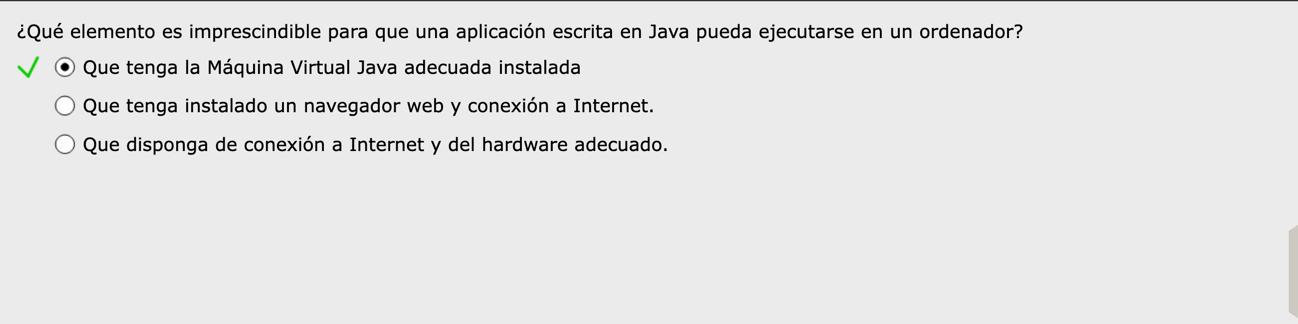 ¿Qué elemento es imprescindible para que una aplicación escrita en Java pueda ejecutarse en un ordenador?
Que tenga la Máquina Virtual Java adecuada instalada
Que tenga instalado un navegador web y conexión a Internet.
Que disponga de conexión a Internet y del hardware adecuado.